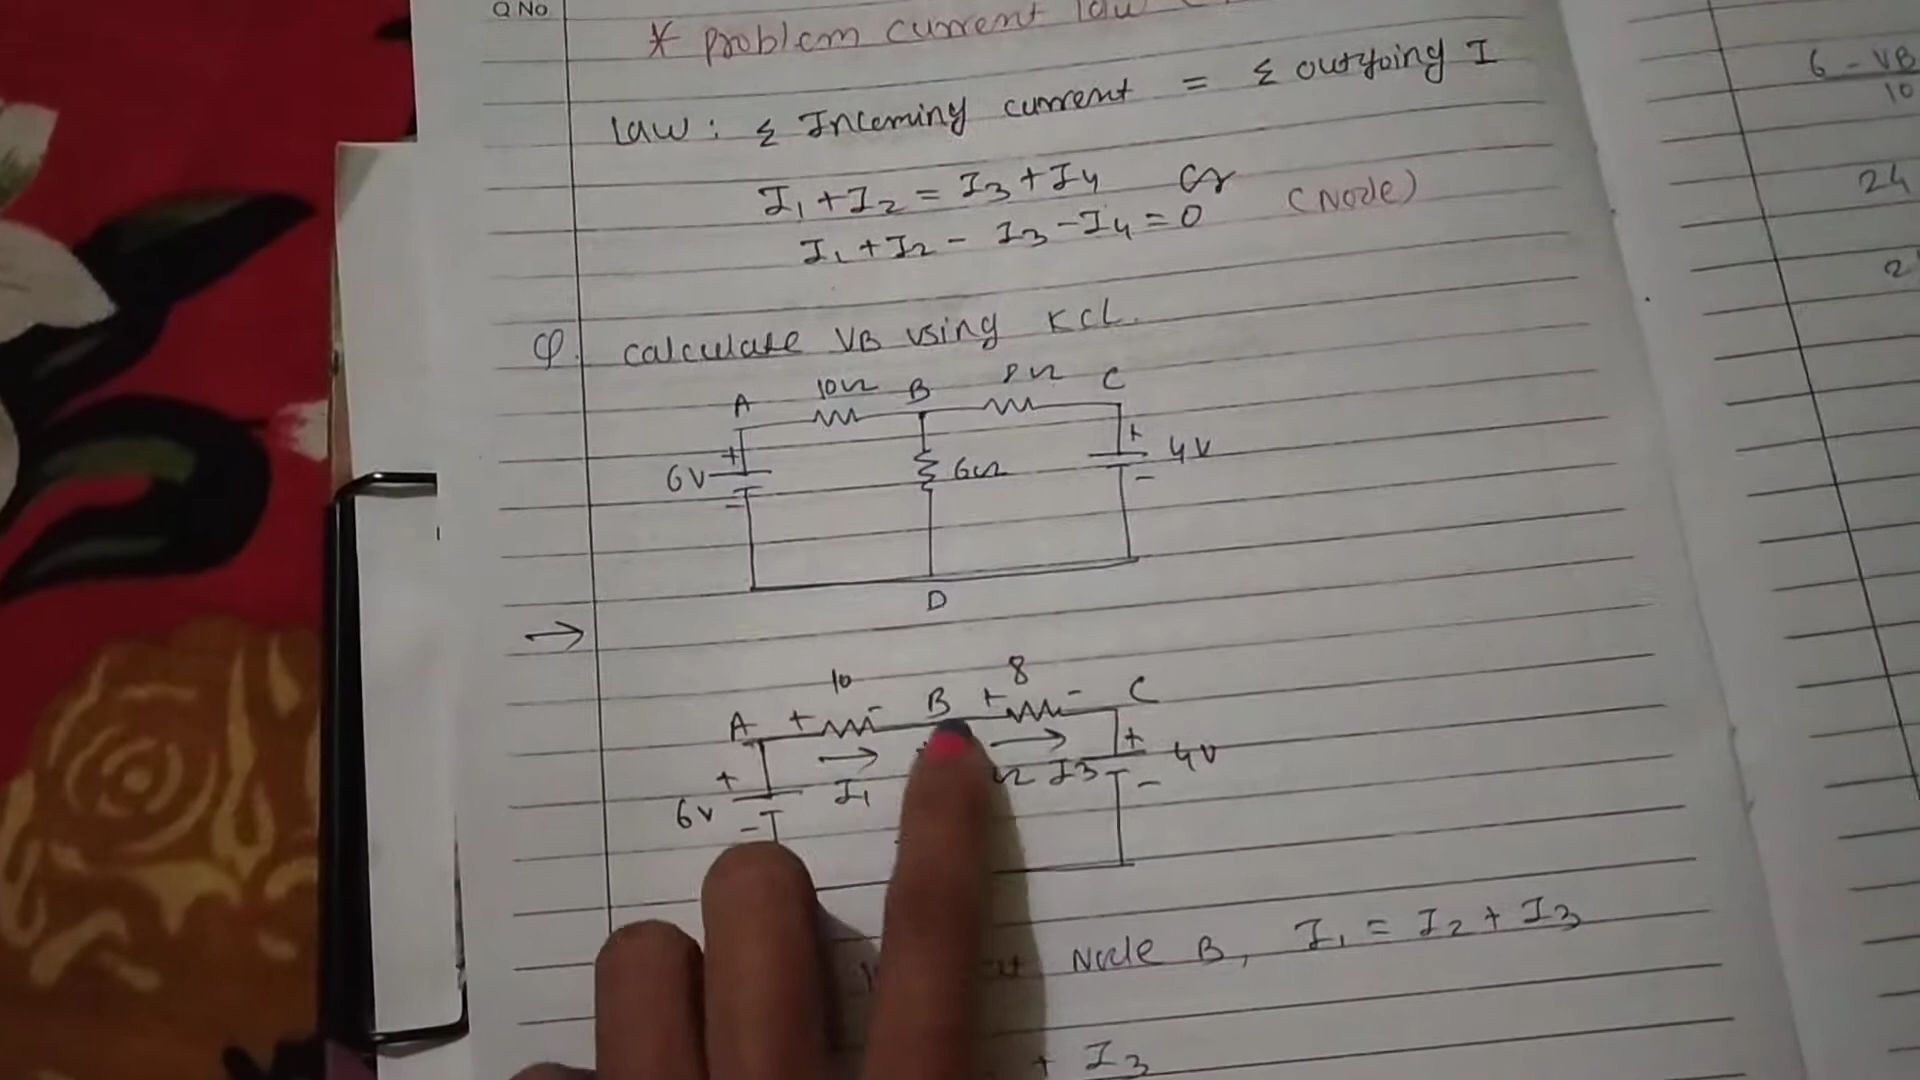 Q No
* problem current law
Law: Σ Incoming current = Σ outgoing I
I₁ + I₂ = I₃ + I₄ or
I₁ + I₂ - I₃ - I₄ = 0 (Node)
Q. calculate VB using KCL.
A 10Ω B 8Ω C
6V + - 6Ω + - 4V
D
→
10 8
A + - B + - C
→ →
6V + - I₁ Ω I₃ + - 4V
Node B, I₁ = I₂ + I₃
+ I₃
6 - VB
10
24
2